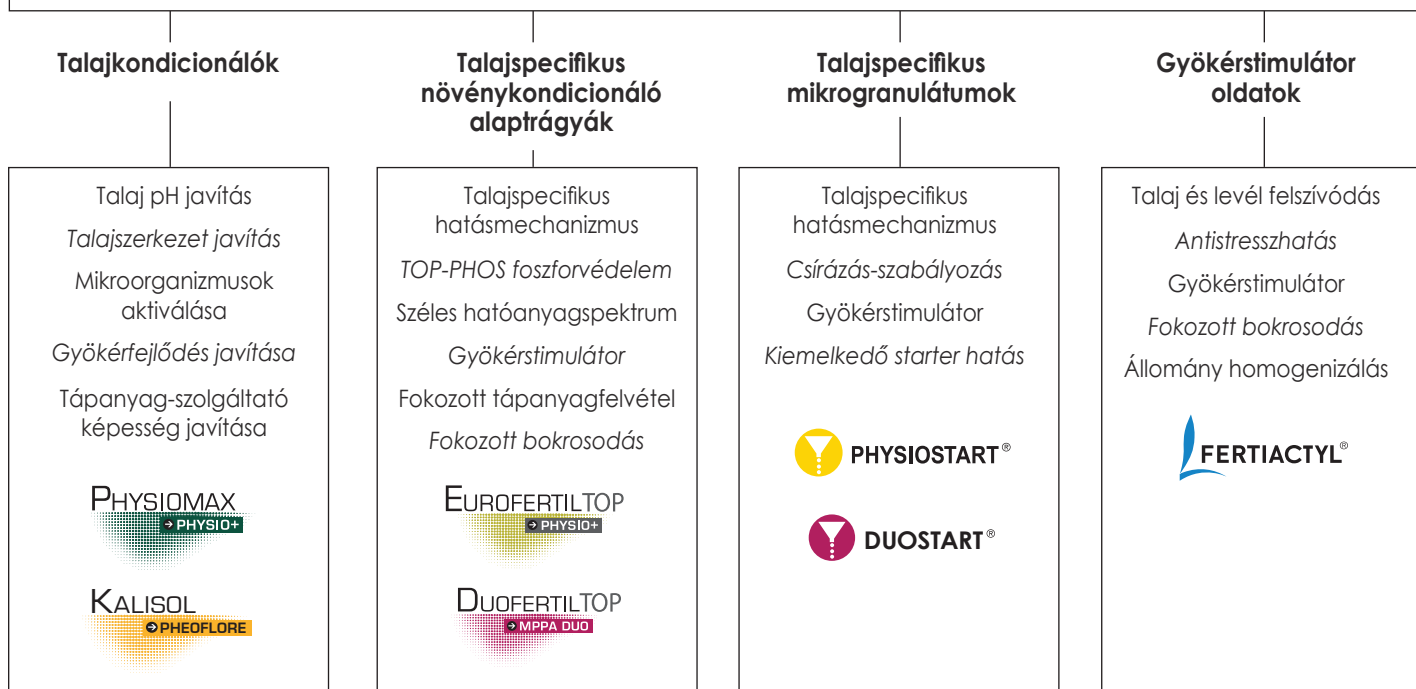 Talajkondicionálók
Talaj pH javítás
Talajszerkezet javítás
Mikroorganizmusok
aktiválása
Gyökérfejlődés javítása
Tápanyag-szolgáltató
képesség javítása
PHYSIOMAX
PHYSIO+
KALISOL
PHEOFLORE
Talajspecifikus
növénykondicionáló
alaptrágyák
Talajspecifikus
hatásmechanizmus
TOP-PHOS foszforvédelem
Széles hatóanyagspektrum
Gyökérstimulátor
Fokozott tápanyagfelvétel
Fokozott bokrosodás
EUROFERTILTOP
PHYSIO+
DUOFERTILTOP
MPPA DUO
Talajspecifikus
mikrogranulátumok
Talajspecifikus
hatásmechanizmus
Csírázás-szabályozás
Gyökérstimulátor
Kiemelkedő starter hatás
PHYSIOSTART®
DUOSTART®
Gyökérstimulátor
oldatok
Talaj és levél felszívódás
Antistresszhatás
Gyökérstimulátor
Fokozott bokrosodás
Állomány homogenizálás
FERTIACTYL®